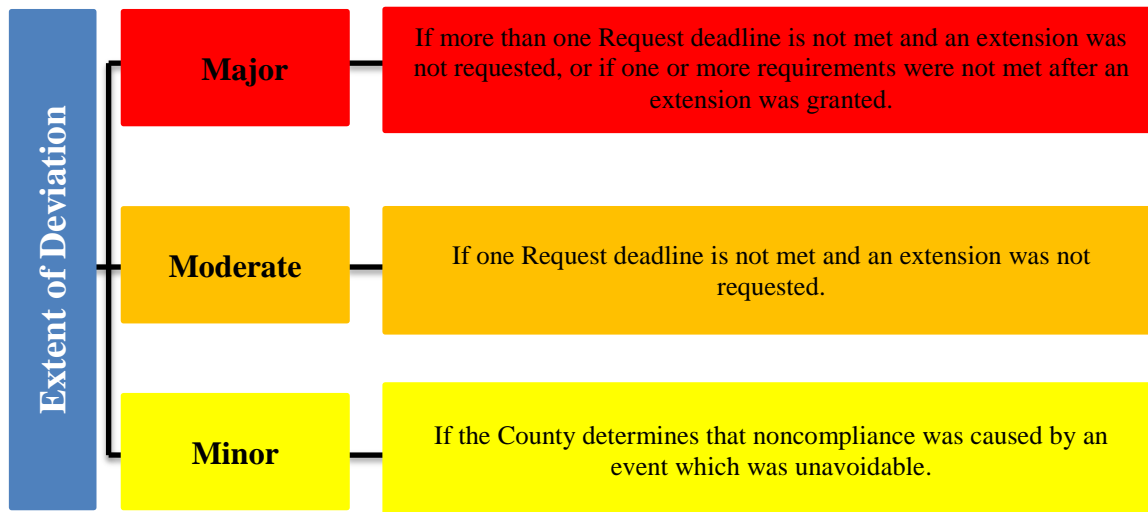 Extent of Deviation
Major
If more than one Request deadline is not met and an extension was
not requested, or if one or more requirements were not met after an
extension was granted.
Moderate
If one Request deadline is not met and an extension was not
requested.
Minor
If the County determines that noncompliance was caused by an
event which was unavoidable.